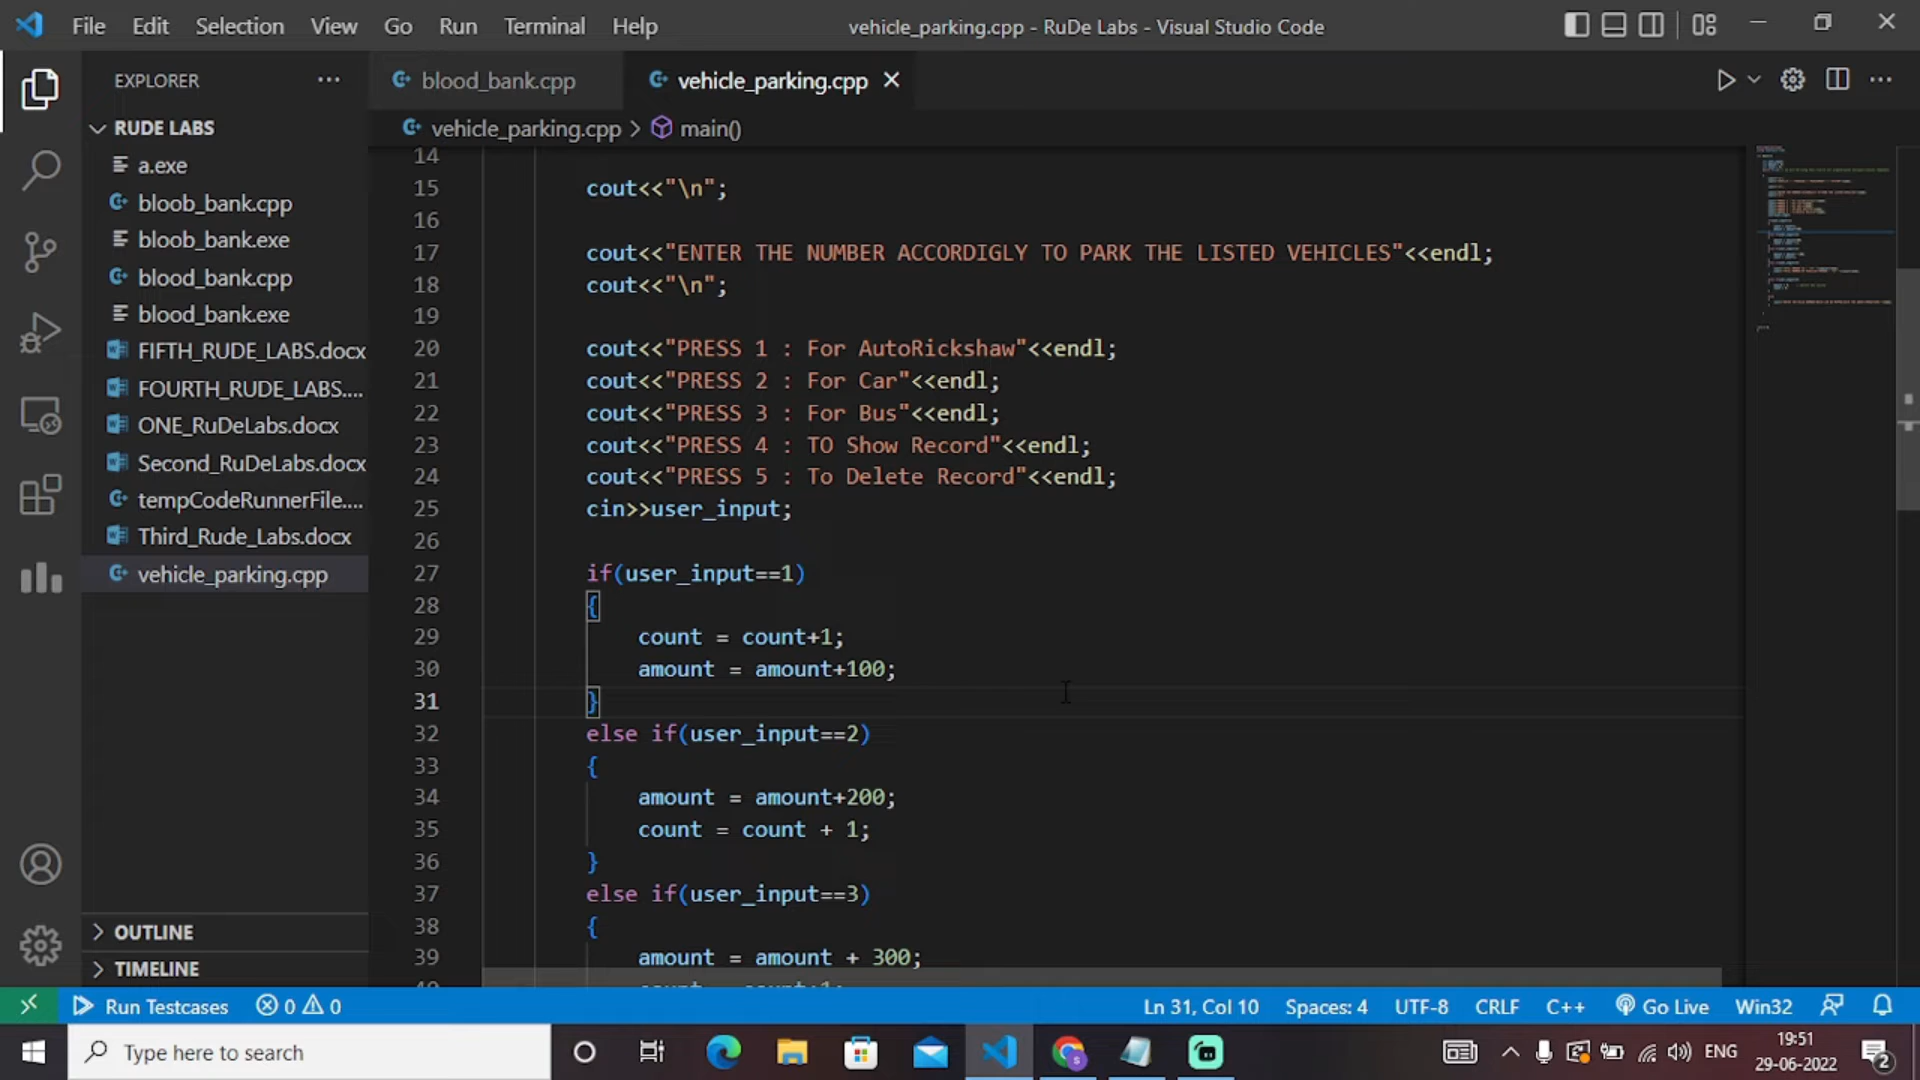 File Edit Selection View Go Run Terminal Help
vehicle_parking.cpp - RuDe Labs - Visual Studio Code
EXPLORER
blood_bank.cpp
vehicle_parking.cpp
RUDE LABS
vehicle_parking.cpp > main()
a.exe
bloob_bank.cpp
bloob_bank.exe
blood_bank.cpp
blood_bank.exe
FIFTH_RUDE_LABS.docx
FOURTH_RUDE_LABS....
ONE_RuDeLabs.docx
Second_RuDeLabs.docx
tempCodeRunnerFile....
Third_Rude_Labs.docx
vehicle_parking.cpp
OUTLINE
TIMELINE
14
15 cout<<"\n";
16
17 cout<<"ENTER THE NUMBER ACCORDIGLY TO PARK THE LISTED VEHICLES"<<endl;
18 cout<<"\n";
19
20 cout<<"PRESS 1 : For AutoRickshaw"<<endl;
21 cout<<"PRESS 2 : For Car"<<endl;
22 cout<<"PRESS 3 : For Bus"<<endl;
23 cout<<"PRESS 4 : TO Show Record"<<endl;
24 cout<<"PRESS 5 : To Delete Record"<<endl;
25 cin>>user_input;
26
27 if(user_input==1)
28 {
29 count = count+1;
30 amount = amount+100;
31 }
32 else if(user_input==2)
33 {
34 amount = amount+200;
35 count = count + 1;
36 }
37 else if(user_input==3)
38 {
39 amount = amount + 300;
Run Testcases 0 0
Ln 31, Col 10 Spaces: 4 UTF-8 CRLF C++ Go Live Win32
Type here to search
ENG
19:51
29-06-2022
2